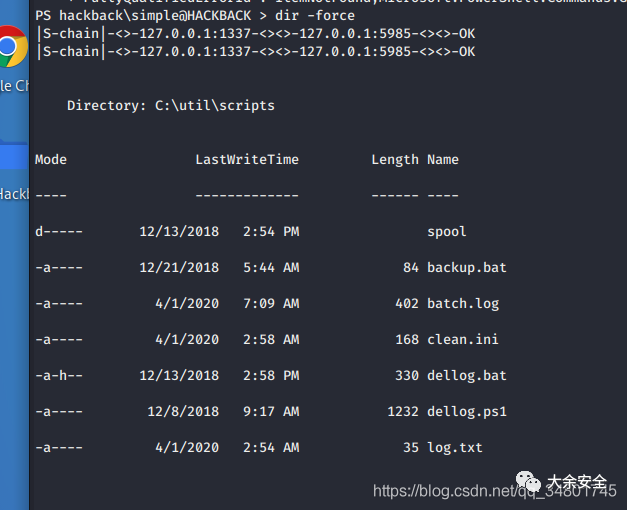 PS hackback\simple@HACKBACK > dir -force
|S-chain|-<>-127.0.0.1:1337-<><>-127.0.0.1:5985-<><>-OK
|S-chain|-<>-127.0.0.1:1337-<><>-127.0.0.1:5985-<><>-OK
Directory: C:\util\scripts
Mode LastWriteTime Length Name
---- ------------- ------ ----
d----- 12/13/2018 2:54 PM spool
-a---- 12/21/2018 5:44 AM 84 backup.bat
-a---- 4/1/2020 7:09 AM 402 batch.log
-a---- 4/1/2020 2:58 AM 168 clean.ini
-a-h-- 12/13/2018 2:58 PM 330 dellog.bat
-a---- 12/8/2018 9:17 AM 1232 dellog.ps1
-a---- 4/1/2020 2:54 AM 35 log.txt
le Ch
Hackb
大余安全
https://blog.csdn.net/qq_34801745